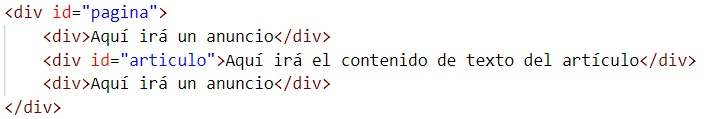 <div id="pagina">
<div>Aquí irá un anuncio</div>
<div id="articulo">Aquí irá el contenido de texto del artículo</div>
<div>Aquí irá un anuncio</div>
</div>